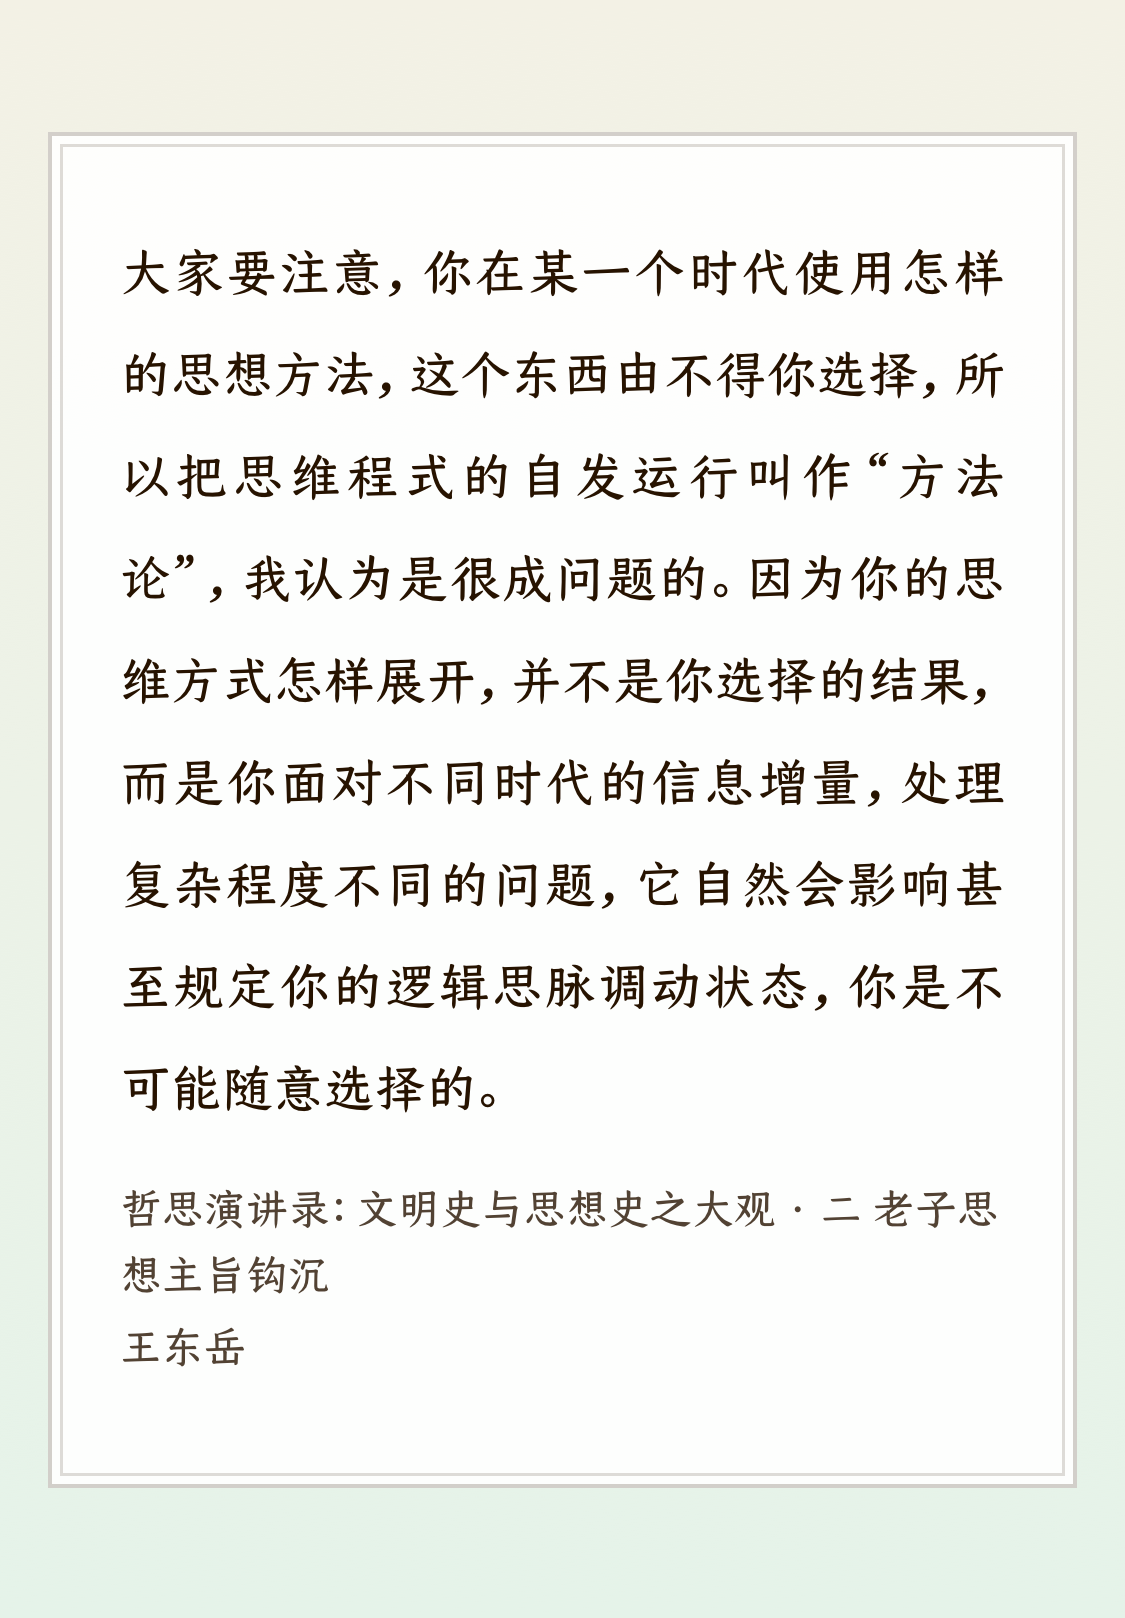 大家要注意，你在某一个时代使用怎样
的思想方法，这个东西由不得你选择，所
以把思维程式的自发运行叫作“方法
论”，我认为是很成问题的。因为你的思
维方式怎样展开，并不是你选择的结果，
而是你面对不同时代的信息增量，处理
复杂程度不同的问题，它自然会影响甚
至规定你的逻辑思脉调动状态，你是不
可能随意选择的。
哲思演讲录：文明史与思想史之大观 · 二 老子思
想主旨钩沉
王东岳